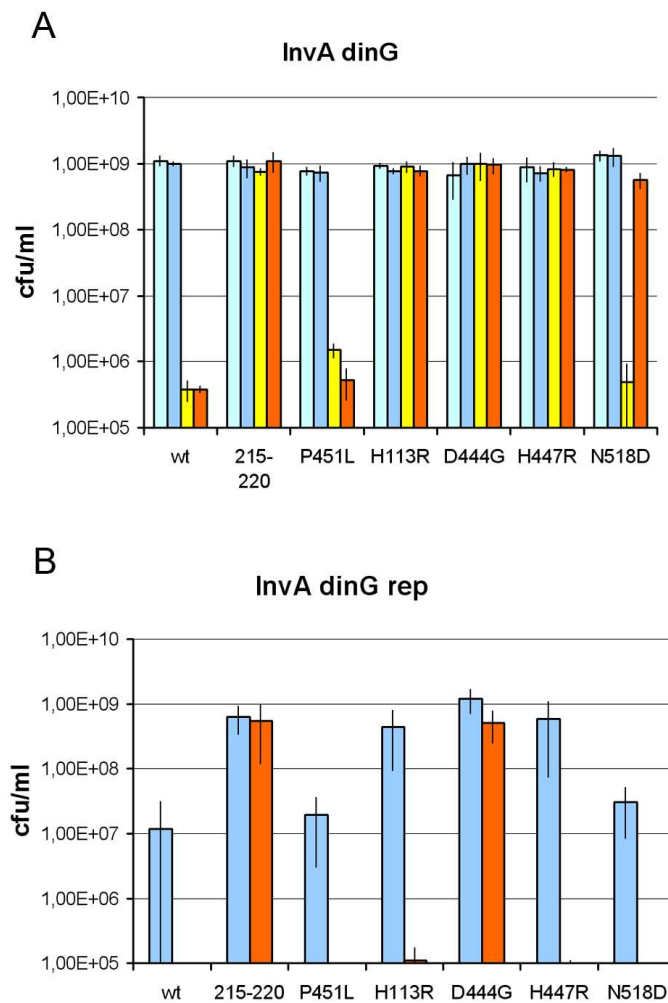 A
InvA dinG
1,00E+10
1,00E+09
1,00E+08
1,00E+07
1,00E+06
1,00E+05
cfu/ml
wt 215- P451L H113R D444G H447R N518D
220
B
InvA dinG rep
1,00E+10
1,00E+09
1,00E+08
1,00E+07
1,00E+06
1,00E+05
cfu/ml
wt 215-220 P451L H113R D444G H447R N518D